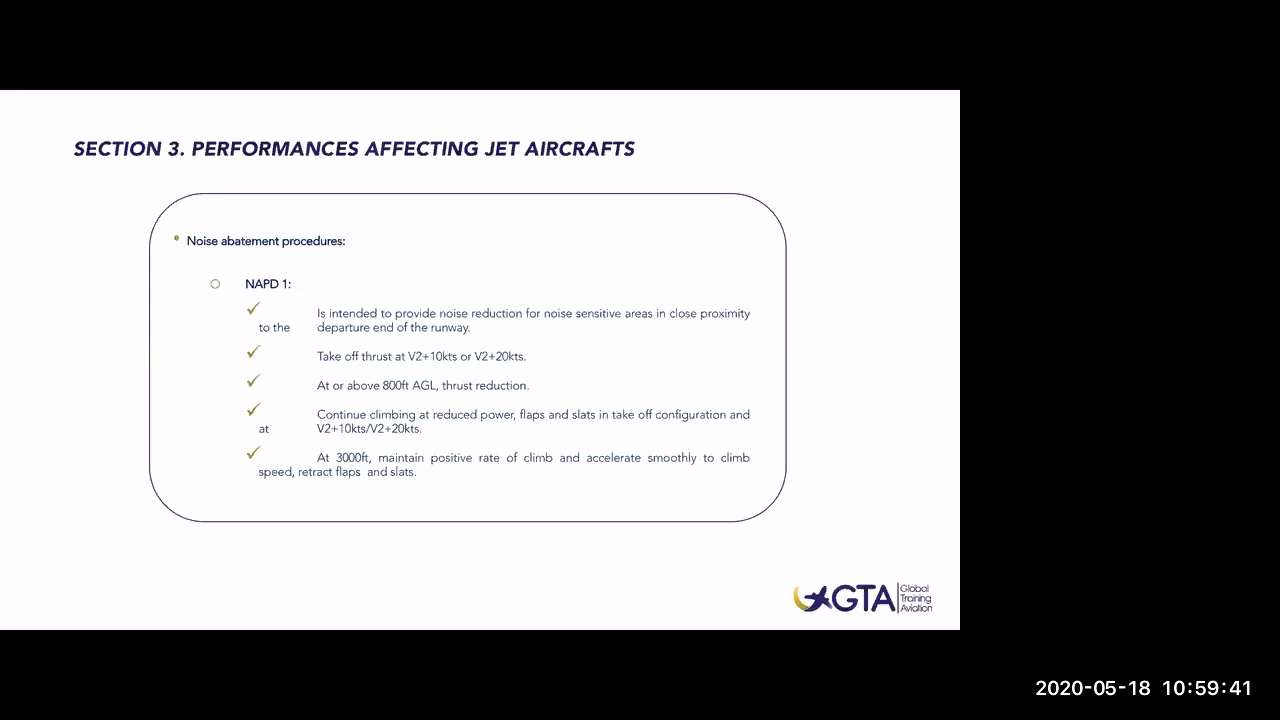 SECTION 3. PERFORMANCES AFFECTING JET AIRCRAFTS
• Noise abatement procedures:
○ NAPD 1:
✓ Is intended to provide noise reduction for noise sensitive areas in close proximity
to the departure end of the runway.
✓ Take off thrust at V2+10kts or V2+20kts.
✓ At or above 800ft AGL, thrust reduction.
✓ Continue climbing at reduced power, flaps and slats in take off configuration and
at V2+10kts/V2+20kts.
✓ At 3000ft, maintain positive rate of climb and accelerate smoothly to climb
speed, retract flaps and slats.
GTA
Global
Training
Aviation
2020-05-18 10:59:41